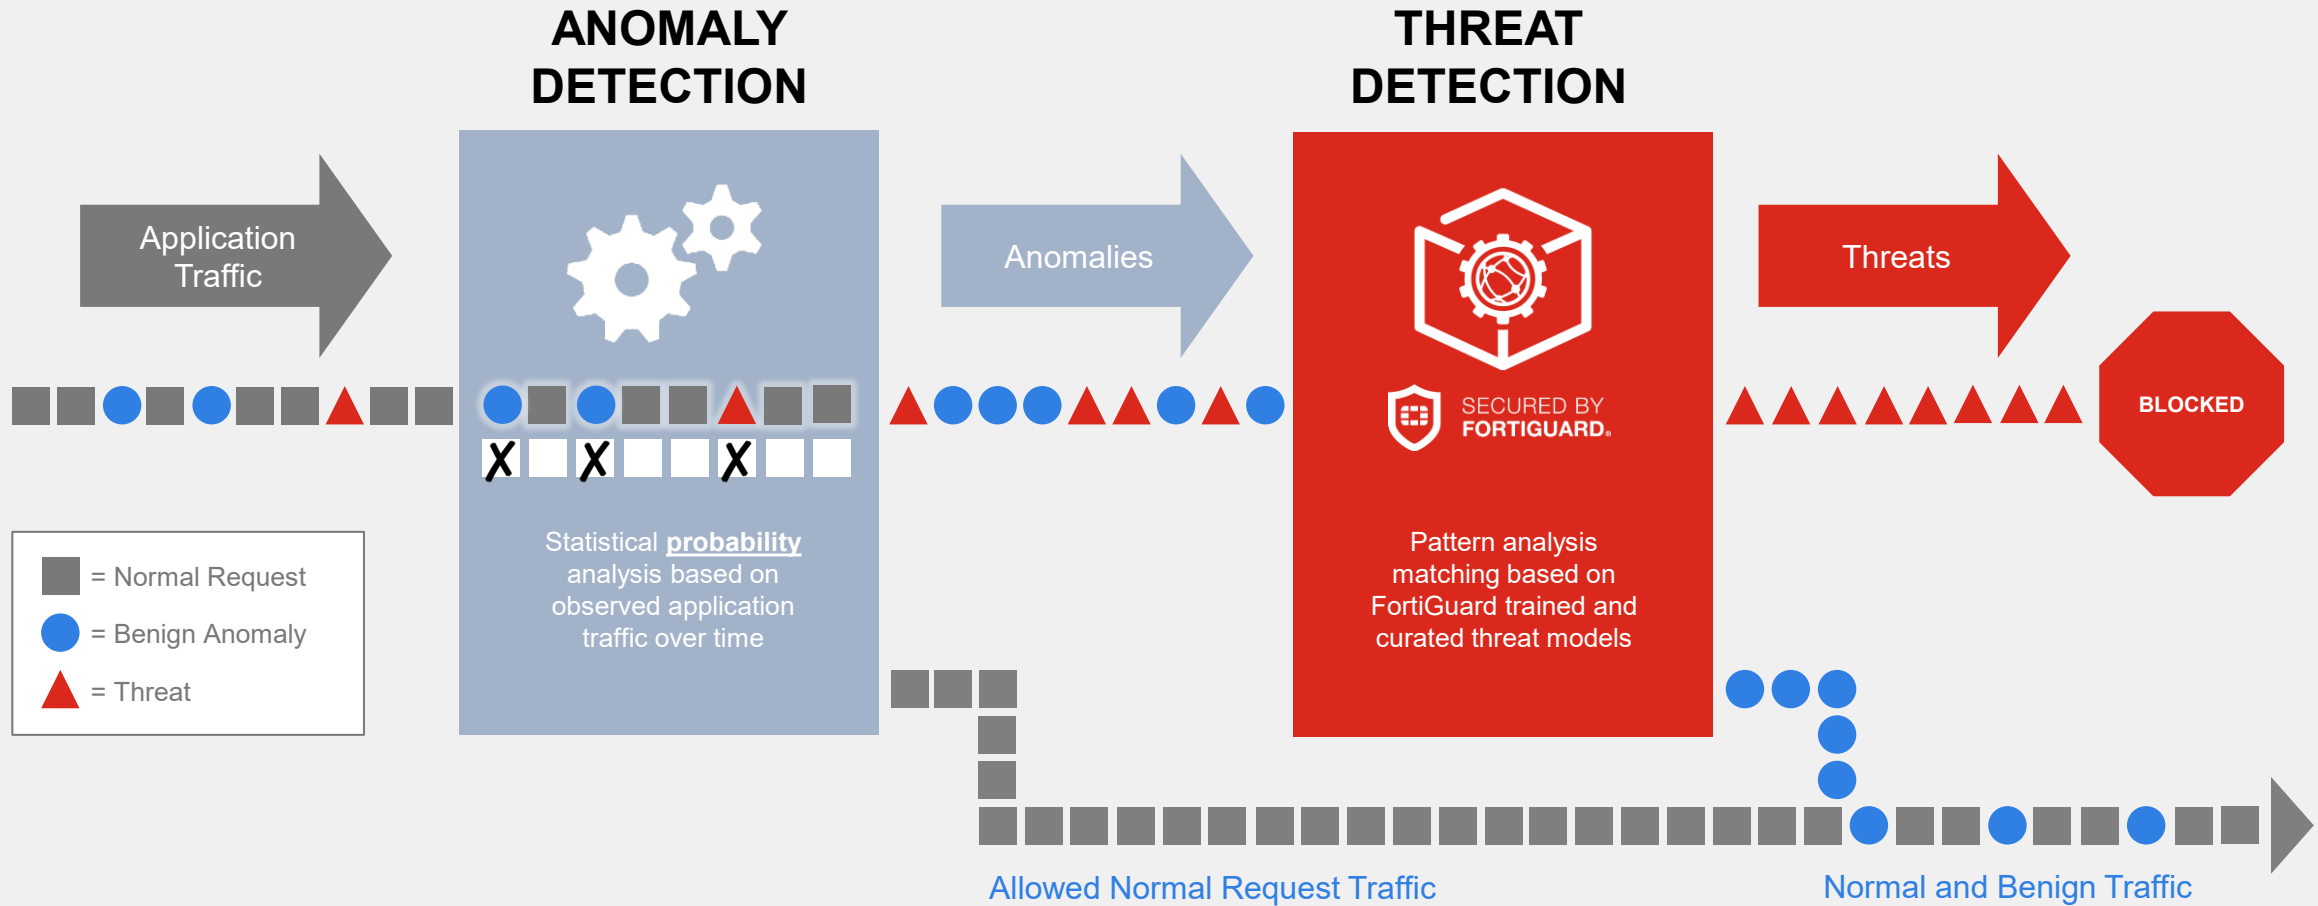 ANOMALY
DETECTION
THREAT
DETECTION
Application
Traffic
Anomalies
Threats
BLOCKED
SECURED BY
FORTIGUARD®
Statistical probability
analysis based on
observed application
traffic over time
Pattern analysis
matching based on
FortiGuard trained and
curated threat models
= Normal Request
= Benign Anomaly
= Threat
Allowed Normal Request Traffic
Normal and Benign Traffic